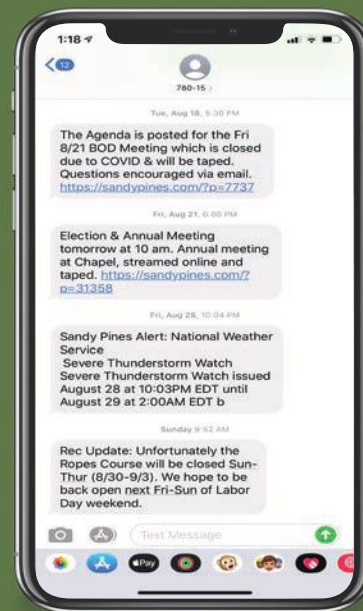 1:18
12
780-15 >
Tue, Aug 18, 5:30 PM
The Agenda is posted for the Fri
8/21 BOD Meeting which is closed
due to COVID & will be taped.
Questions encouraged via email.
https://sandypines.com/?p=7737
Fri, Aug 21, 6:00 PM
Election & Annual Meeting
tomorrow at 10 am. Annual meeting
at Chapel, streamed online and
taped. https://sandypines.com/?
p=31358
Fri, Aug 28, 10:04 PM
Sandy Pines Alert: National Weather
Service
Severe Thunderstorm Watch
Severe Thunderstorm Watch issued
August 28 at 10:03PM EDT until
August 29 at 2:00AM EDT b
Sunday 9:52 AM
Rec Update: Unfortunately the
Ropes Course will be closed Sun-
Thur (8/30-9/3). We hope to be
back open next Fri-Sun of Labor
Day weekend.
Text Message
Pay